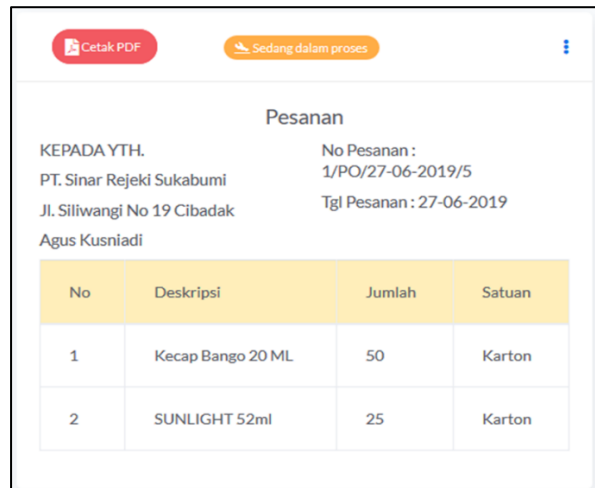 Cetak PDF
Sedang dalam proses
Pesanan
KEPADA YTH.
PT. Sinar Rejeki Sukabumi
Jl. Siliwangi No 19 Cibadak
Agus Kusniadi
No Pesanan :
1/PO/27-06-2019/5
Tgl Pesanan : 27-06-2019
No Deskripsi Jumlah Satuan
1 Kecap Bango 20 ML 50 Karton
2 SUNLIGHT 52ml 25 Karton